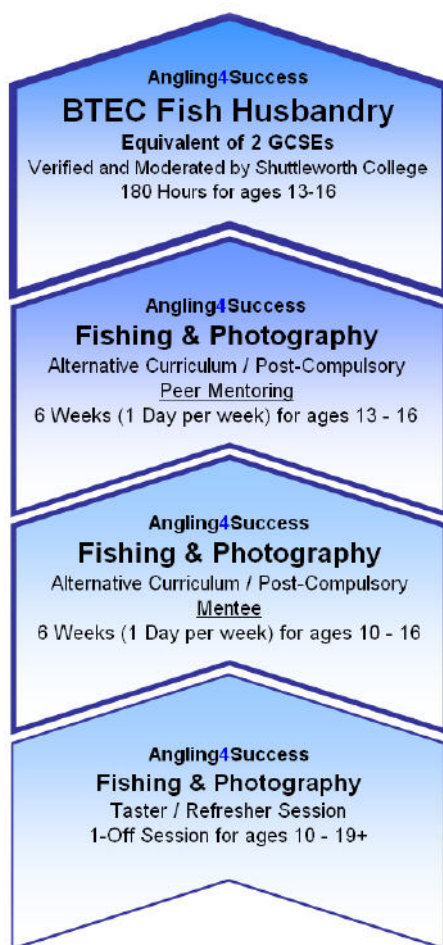 Angling4Success
BTEC Fish Husbandry
Equivalent of 2 GCSEs
Verified and Moderated by Shuttleworth College
180 Hours for ages 13-16
Angling4Success
Fishing & Photography
Alternative Curriculum / Post-Compulsory
Peer Mentoring
6 Weeks (1 Day per week) for ages 13 - 16
Angling4Success
Fishing & Photography
Alternative Curriculum / Post-Compulsory
Mentee
6 Weeks (1 Day per week) for ages 10 - 16
Angling4Success
Fishing & Photography
Taster / Refresher Session
1-Off Session for ages 10 - 19+